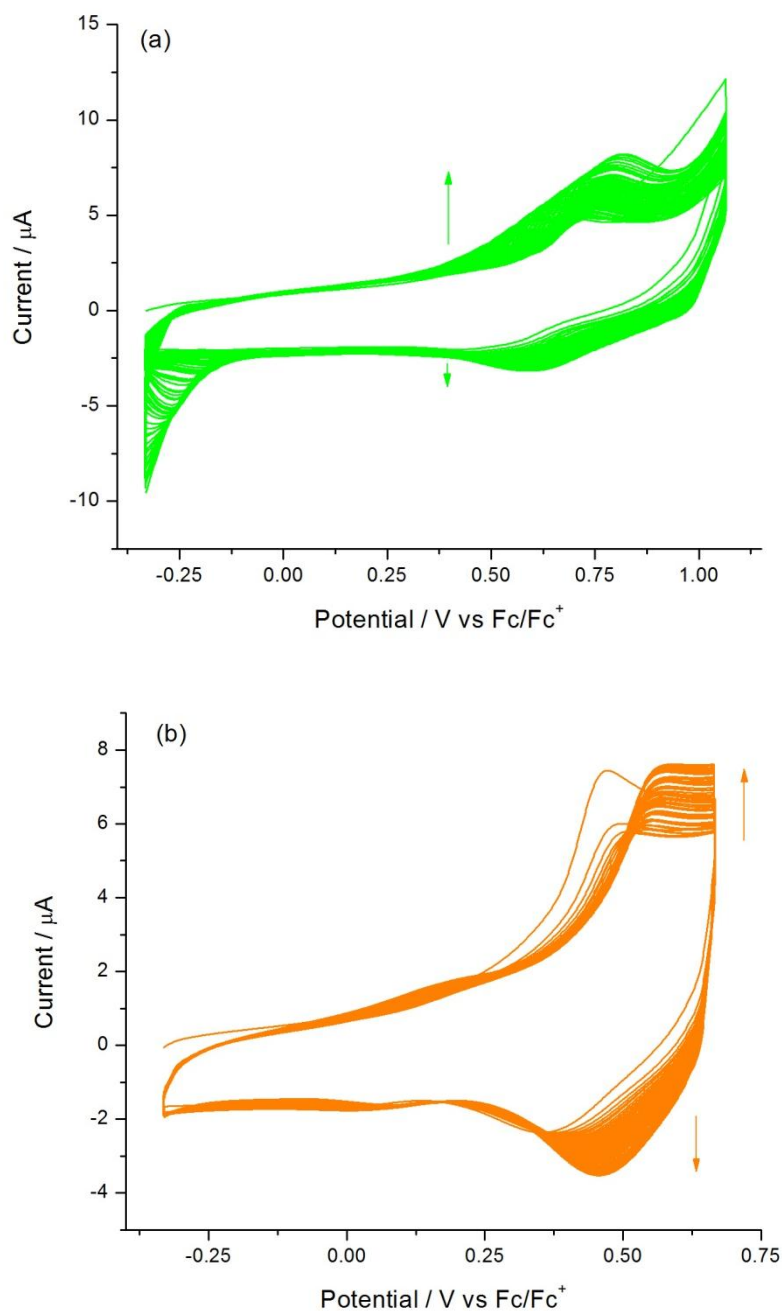 (a)
15
10
5
0
-5
-10
Current / μA
-0.25 0.00 0.25 0.50 0.75 1.00
Potential / V vs Fc/Fc⁺
(b)
8
6
4
2
0
-2
-4
Current / μA
-0.25 0.00 0.25 0.50 0.75
Potential / V vs Fc/Fc⁺